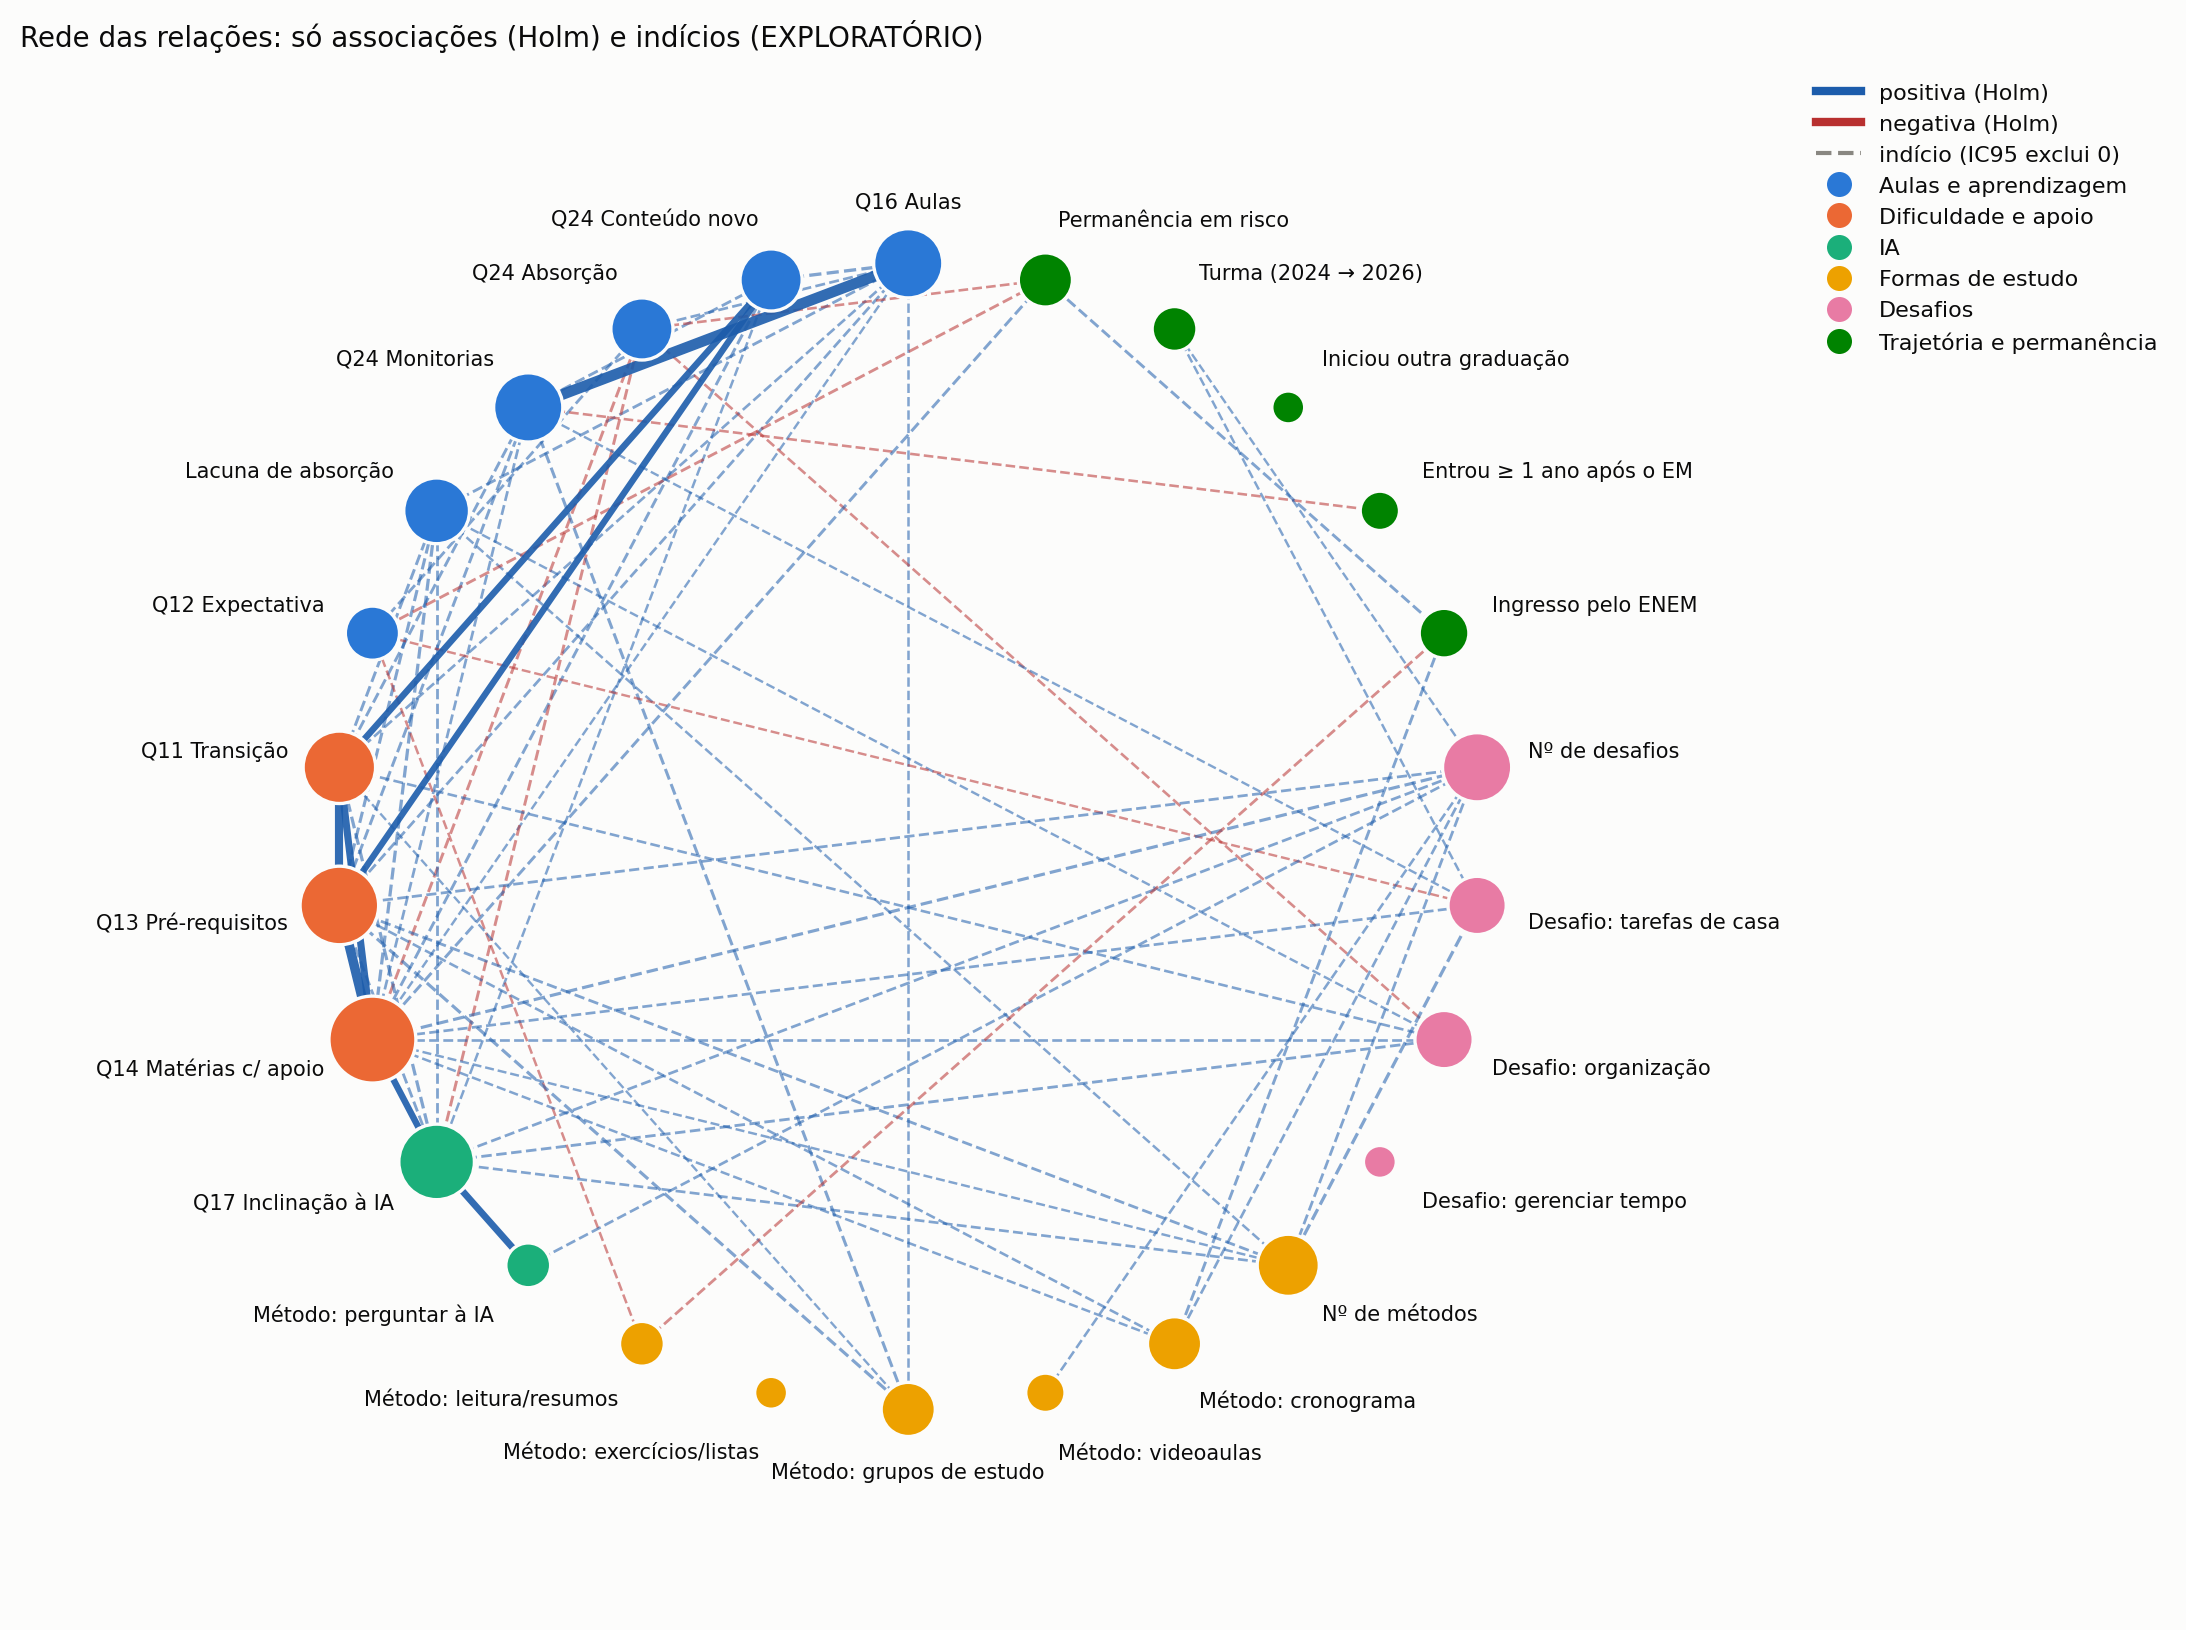 Rede das relações: só associações (Holm) e indícios (EXPLORATÓRIO)
positiva (Holm)
negativa (Holm)
indício (IC95 exclui 0)
Aulas e aprendizagem
Dificuldade e apoio
IA
Formas de estudo
Desafios
Trajetória e permanência
Q16 Aulas
Q24 Conteúdo novo
Permanência em risco
Q24 Absorção
Turma (2024 → 2026)
Q24 Monitorias
Iniciou outra graduação
Lacuna de absorção
Entrou ≥ 1 ano após o EM
Q12 Expectativa
Ingresso pelo ENEM
Q11 Transição
Nº de desafios
Q13 Pré-requisitos
Desafio: tarefas de casa
Q14 Matérias c/ apoio
Desafio: organização
Q17 Inclinação à IA
Desafio: gerenciar tempo
Método: perguntar à IA
Nº de métodos
Método: leitura/resumos
Método: cronograma
Método: exercícios/listas
Método: videoaulas
Método: grupos de estudo